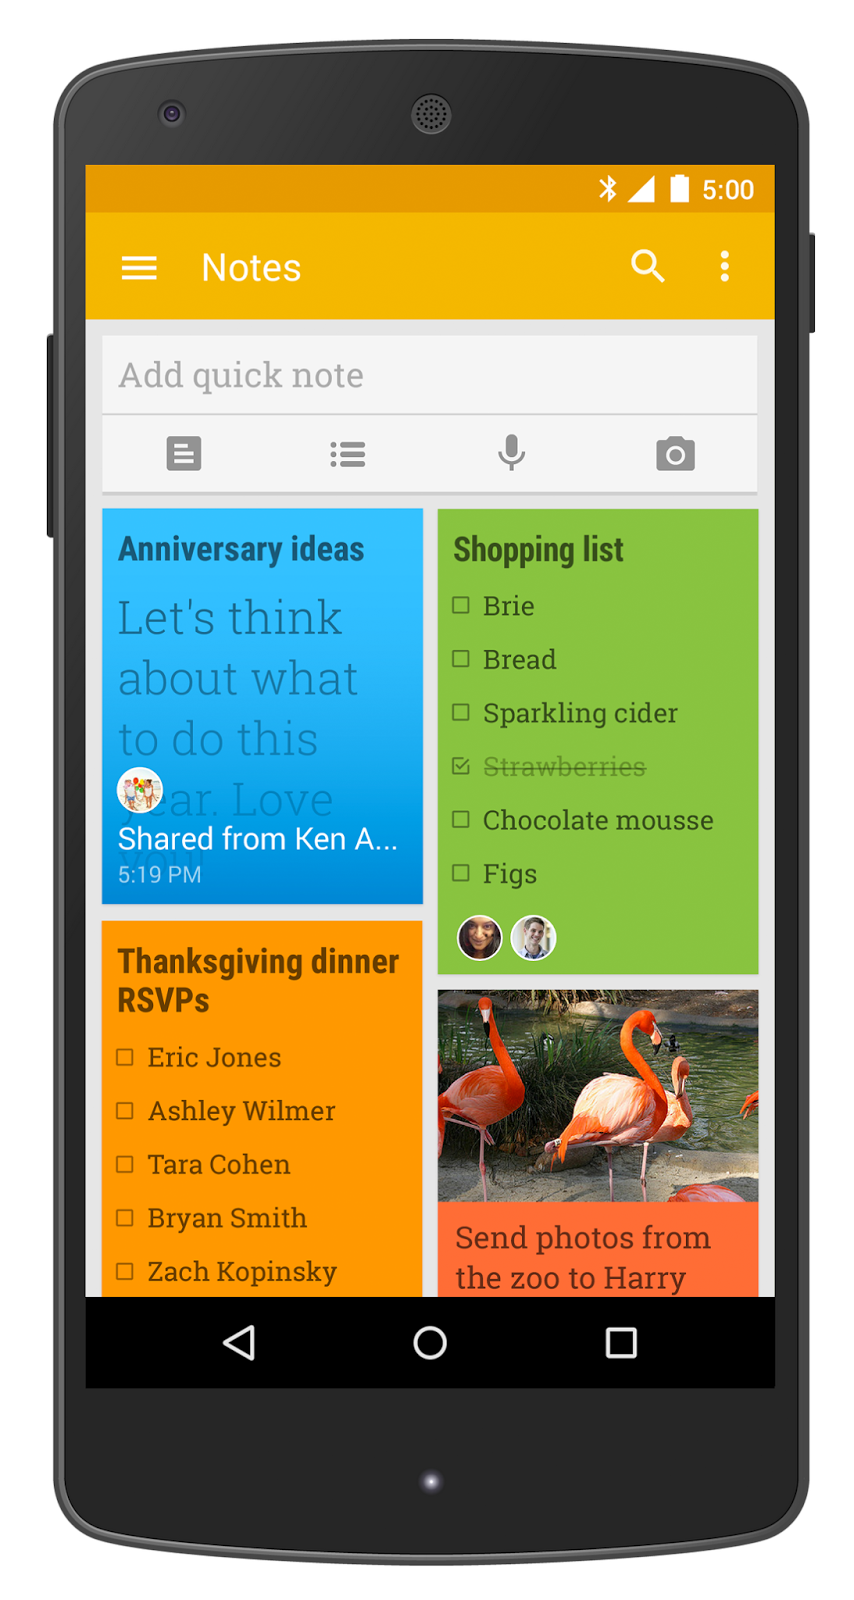 5:00
Notes
Add quick note
Anniversary ideas
Let's think
about what
to do this
year. Love
you!
Shared from Ken A...
5:19 PM
Shopping list
Brie
Bread
Sparkling cider
Strawberries
Chocolate mousse
Figs
Thanksgiving dinner
RSVPs
Eric Jones
Ashley Wilmer
Tara Cohen
Bryan Smith
Zach Kopinsky
Send photos from
the zoo to Harry